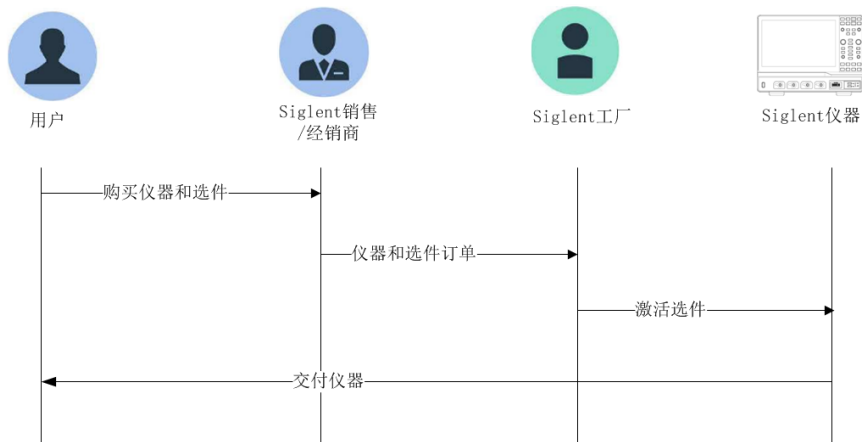 用户
Siglent销售
/经销商
Siglent工厂
Siglent仪器
购买仪器和选件
仪器和选件订单
激活选件
交付仪器